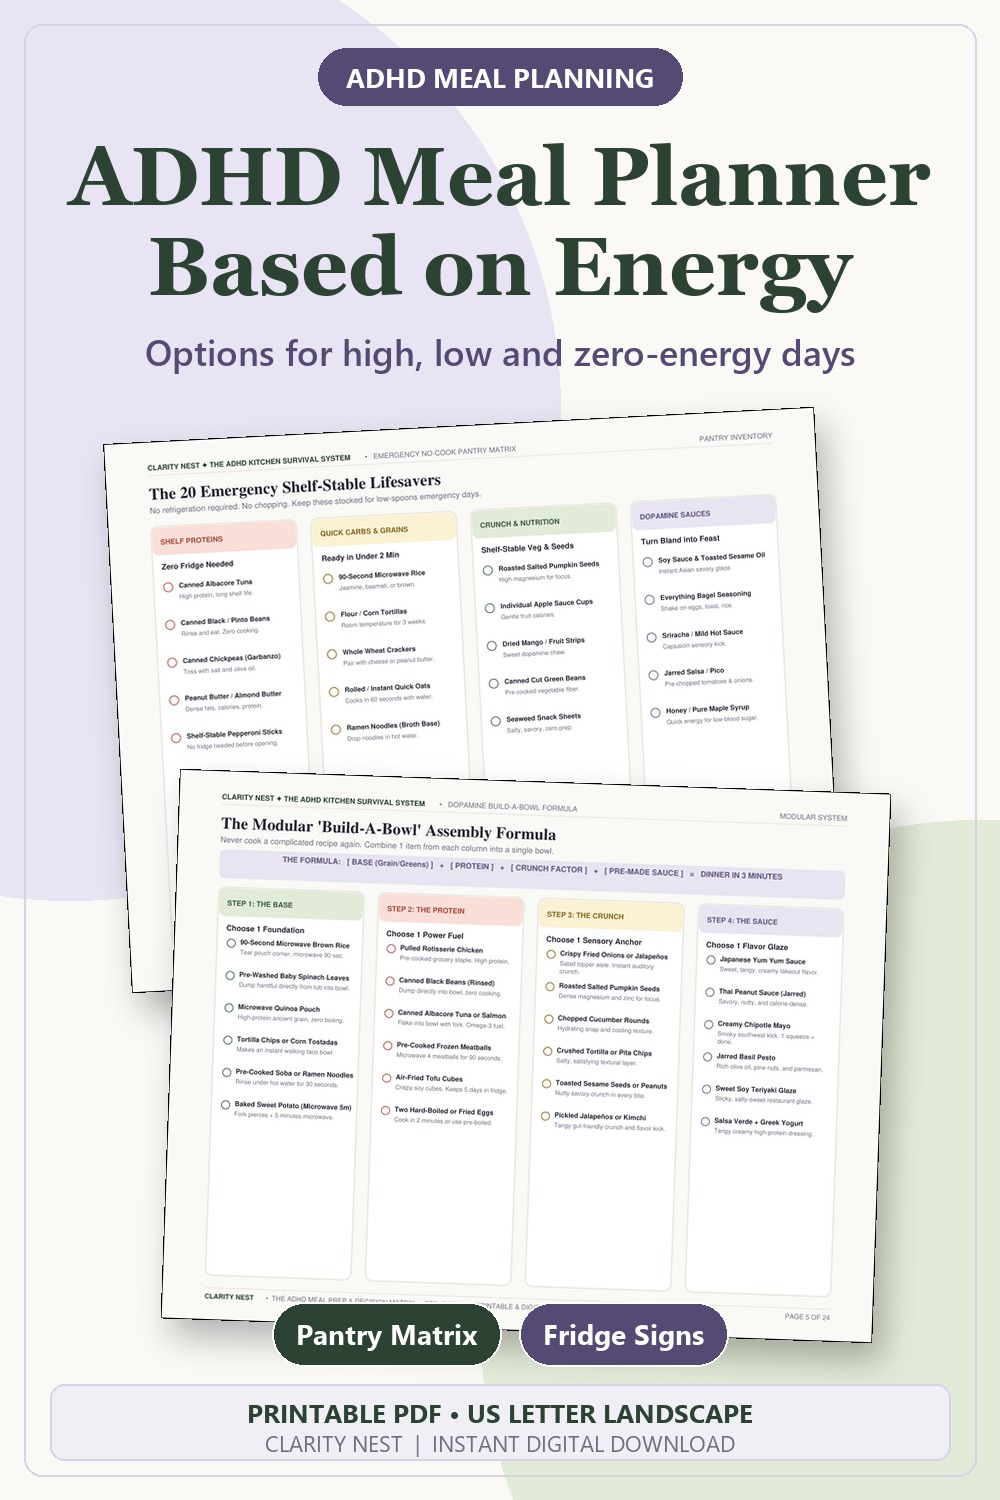 ADHD MEAL PLANNING
ADHD Meal Planner
Based on Energy
Options for high, low and zero-energy days
CLARITY NEST ✦ THE ADHD KITCHEN SURVIVAL SYSTEM • EMERGENCY NO-COOK PANTRY MATRIX PANTRY INVENTORY
The 20 Emergency Shelf-Stable Lifesavers
No refrigeration required. No chopping. Keep these stocked for low-spoons emergency days.
SHELF PROTEINS
Zero Fridge Needed
Canned Albacore Tuna
High protein, long shelf life.
Canned Black / Pinto Beans
Rinse and eat. Zero cooking.
Canned Chickpeas (Garbanzo)
Toss with salt and olive oil.
Peanut Butter / Almond Butter
Dense fats, calories, protein.
Shelf-Stable Pepperoni Sticks
No fridge needed before opening.
QUICK CARBS & GRAINS
Ready in Under 2 Min
90-Second Microwave Rice
Jasmine, basmati, or brown.
Flour / Corn Tortillas
Room temperature for 3 weeks.
Whole Wheat Crackers
Pair with cheese or peanut butter.
Rolled / Instant Quick Oats
Cooks in 60 seconds with water.
Ramen Noodles (Broth Base)
Drop noodles in hot water.
CRUNCH & NUTRITION
Shelf-Stable Veg & Seeds
Roasted Salted Pumpkin Seeds
High magnesium for focus.
Individual Apple Sauce Cups
Gentle fruit calories.
Dried Mango / Fruit Strips
Sweet dopamine chew.
Canned Cut Green Beans
Pre-cooked vegetable fiber.
Seaweed Snack Sheets
Salty, savory, zero prep.
DOPAMINE SAUCES
Turn Bland into Feast
Soy Sauce & Toasted Sesame Oil
Instant Asian savory glaze.
Everything Bagel Seasoning
Shake on eggs, toast, rice.
Sriracha / Mild Hot Sauce
Capsaicin sensory kick.
Jarred Salsa / Pico
Pre-chopped tomatoes & onions.
Honey / Pure Maple Syrup
Quick energy for low-blood sugar.
CLARITY NEST ✦ THE ADHD KITCHEN SURVIVAL SYSTEM • DOPAMINE BUILD-A-BOWL FORMULA MODULAR SYSTEM
The Modular 'Build-A-Bowl' Assembly Formula
Never cook a complicated recipe again. Combine 1 item from each column into a single bowl.
THE FORMULA: [ BASE (Grain/Greens) ] + [ PROTEIN ] + [ CRUNCH FACTOR ] + [ PRE-MADE SAUCE ] = DINNER IN 3 MINUTES
STEP 1: THE BASE
Choose 1 Foundation
90-Second Microwave Brown Rice
Tear pouch corner, microwave 90 sec.
Pre-Washed Baby Spinach Leaves
Dump handful directly from tub into bowl.
Microwave Quinoa Pouch
High-protein ancient grain, zero boiling.
Tortilla Chips or Corn Tostadas
Makes an instant walking taco bowl.
Pre-Cooked Soba or Ramen Noodles
Rinse under hot water for 30 seconds.
Baked Sweet Potato (Microwave 5m)
Fork pierces + 5 minutes microwave.
STEP 2: THE PROTEIN
Choose 1 Power Fuel
Pulled Rotisserie Chicken
Pre-cooked grocery staple. High protein.
Canned Black Beans (Rinsed)
Dump directly into bowl, zero cooking.
Canned Albacore Tuna or Salmon
Flake into bowl with fork. Omega-3 fuel.
Pre-Cooked Frozen Meatballs
Microwave 4 meatballs for 90 seconds.
Air-Fried Tofu Cubes
Crispy soy cubes. Keeps 5 days in fridge.
Two Hard-Boiled or Fried Eggs
Cook in 2 minutes or use pre-boiled.
STEP 3: THE CRUNCH
Choose 1 Sensory Anchor
Crispy Fried Onions or Jalapeños
Salad topper aisle. Instant auditory
crunch.
Roasted Salted Pumpkin Seeds
Dense magnesium and zinc for focus.
Chopped Cucumber Rounds
Hydrating snap and cooling texture.
Crushed Tortilla or Pita Chips
Salty, satisfying textural layer.
Toasted Sesame Seeds or Peanuts
Nutty savory crunch in every bite.
Pickled Jalapeños or Kimchi
Tangy gut-friendly crunch and flavor kick.
STEP 4: THE SAUCE
Choose 1 Flavor Glaze
Japanese Yum Yum Sauce
Sweet, tangy, creamy takeout flavor.
Thai Peanut Sauce (Jarred)
Savory, nutty, and calorie-dense.
Creamy Chipotle Mayo
Smoky southwest kick. 1 squeeze =
done.
Jarred Basil Pesto
Rich olive oil, pine nuts, and parmesan.
Sweet Soy Teriyaki Glaze
Sticky, salty-sweet restaurant glaze.
Salsa Verde + Greek Yogurt
Tangy creamy high-protein dressing.
CLARITY NEST • THE ADHD MEAL PREP & DECISION MATRIX PAGE 5 OF 24
Pantry Matrix
Fridge Signs
PRINTABLE PDF • US LETTER LANDSCAPE
CLARITY NEST | INSTANT DIGITAL DOWNLOAD